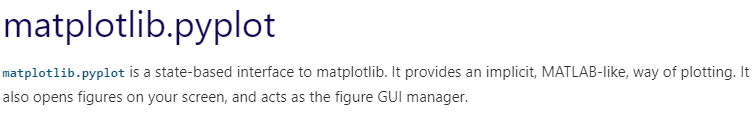 matplotlib.pyplot
matplotlib.pyplot is a state-based interface to matplotlib. It provides an implicit, MATLAB-like, way of plotting. It
also opens figures on your screen, and acts as the figure GUI manager.